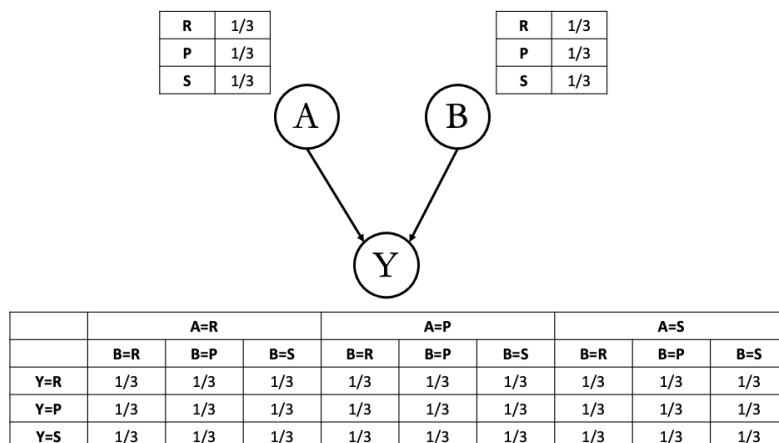 R 1/3 R 1/3
P 1/3 P 1/3
S 1/3 S 1/3
A B
Y
A=R A=P A=S
B=R B=P B=S B=R B=P B=S B=R B=P B=S
Y=R 1/3 1/3 1/3 1/3 1/3 1/3 1/3 1/3 1/3
Y=P 1/3 1/3 1/3 1/3 1/3 1/3 1/3 1/3 1/3
Y=S 1/3 1/3 1/3 1/3 1/3 1/3 1/3 1/3 1/3